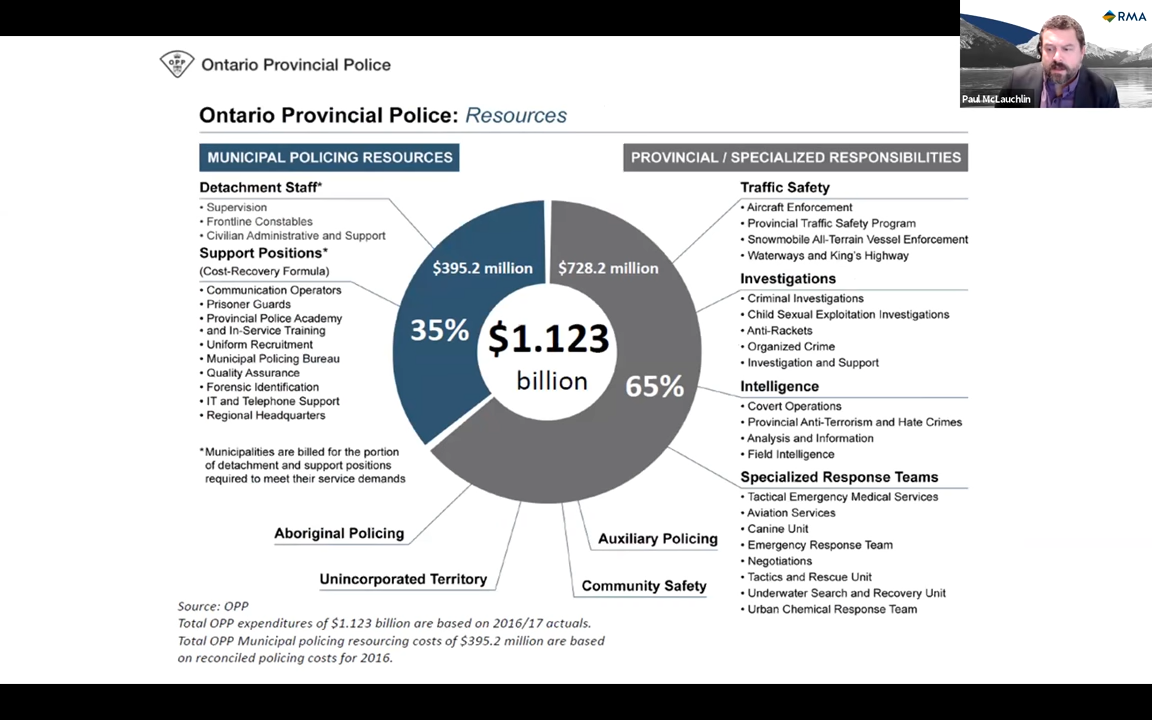 RMA
Paul McLauchlin
OPP
Ontario Provincial Police
Ontario Provincial Police: Resources
MUNICIPAL POLICING RESOURCES
Detachment Staff*
• Supervision
• Frontline Constables
• Civilian Administrative and Support
Support Positions*
(Cost-Recovery Formula)
• Communication Operators
• Prisoner Guards
• Provincial Police Academy
• and In-Service Training
• Uniform Recruitment
• Municipal Policing Bureau
• Quality Assurance
• Forensic Identification
• IT and Telephone Support
• Regional Headquarters
*Municipalities are billed for the portion
of detachment and support positions
required to meet their service demands
$395.2 million
35%
$1.123
billion
$728.2 million
65%
PROVINCIAL / SPECIALIZED RESPONSIBILITIES
Traffic Safety
• Aircraft Enforcement
• Provincial Traffic Safety Program
• Snowmobile All-Terrain Vessel Enforcement
• Waterways and King's Highway
Investigations
• Criminal Investigations
• Child Sexual Exploitation Investigations
• Anti-Rackets
• Organized Crime
• Investigation and Support
Intelligence
• Covert Operations
• Provincial Anti-Terrorism and Hate Crimes
• Analysis and Information
• Field Intelligence
Specialized Response Teams
• Tactical Emergency Medical Services
• Aviation Services
• Canine Unit
• Emergency Response Team
• Negotiations
• Tactics and Rescue Unit
• Underwater Search and Recovery Unit
• Urban Chemical Response Team
Aboriginal Policing
Unincorporated Territory
Auxiliary Policing
Community Safety
Source: OPP
Total OPP expenditures of $1.123 billion are based on 2016/17 actuals.
Total OPP Municipal policing resourcing costs of $395.2 million are based
on reconciled policing costs for 2016.